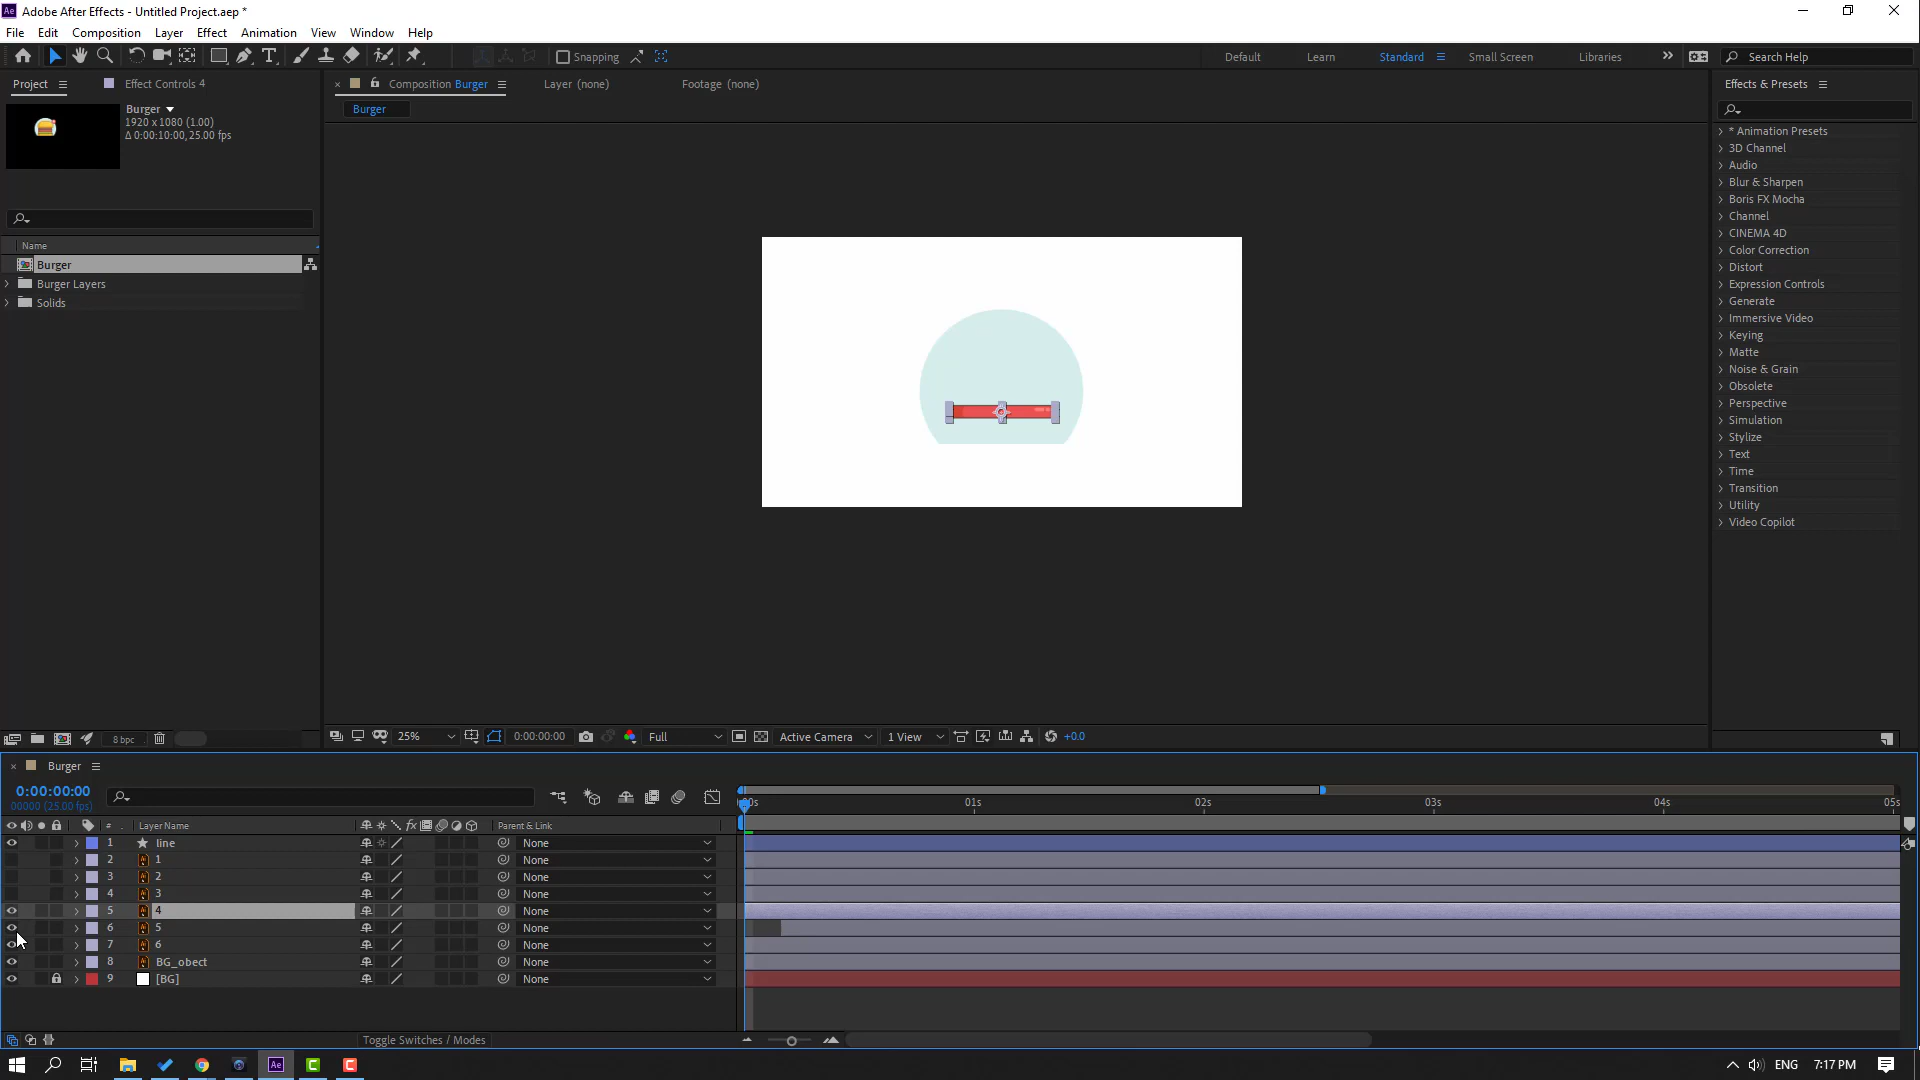 Adobe After Effects - Untitled Project.aep *
File Edit Composition Layer Effect Animation View Window Help
Snapping Default Learn Standard Small Screen Libraries Search Help
Project Effect Controls 4 Composition Burger Layer (none) Footage (none) Effects & Presets
Burger
1920 x 1080 (1.00)
Δ 0:00:10:00, 25.00 fps
Burger
Name
Burger
Burger Layers
Solids
* Animation Presets
3D Channel
Audio
Blur & Sharpen
Boris FX Mocha
Channel
CINEMA 4D
Color Correction
Distort
Expression Controls
Generate
Immersive Video
Keying
Matte
Noise & Grain
Obsolete
Perspective
Simulation
Stylize
Text
Time
Transition
Utility
Video Copilot
8 bpc 25% 0:00:00:00 Full Active Camera 1 View +0.0
Burger
0:00:00:00
00000 (25.00 fps)
:00s 01s 02s 03s 04s 05s
# Layer Name fx Parent & Link
1 line None
2 1 None
3 2 None
4 3 None
5 4 None
6 5 None
7 6 None
8 BG_obect None
9 [BG] None
Toggle Switches / Modes
Ae ENG 7:17 PM